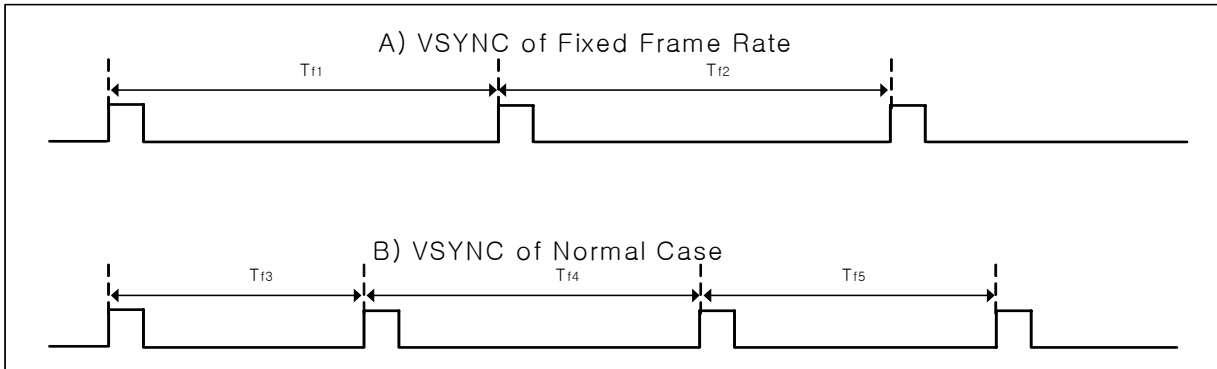 A) VSYNC of Fixed Frame Rate
Tf1 Tf2
B) VSYNC of Normal Case
Tf3 Tf4 Tf5